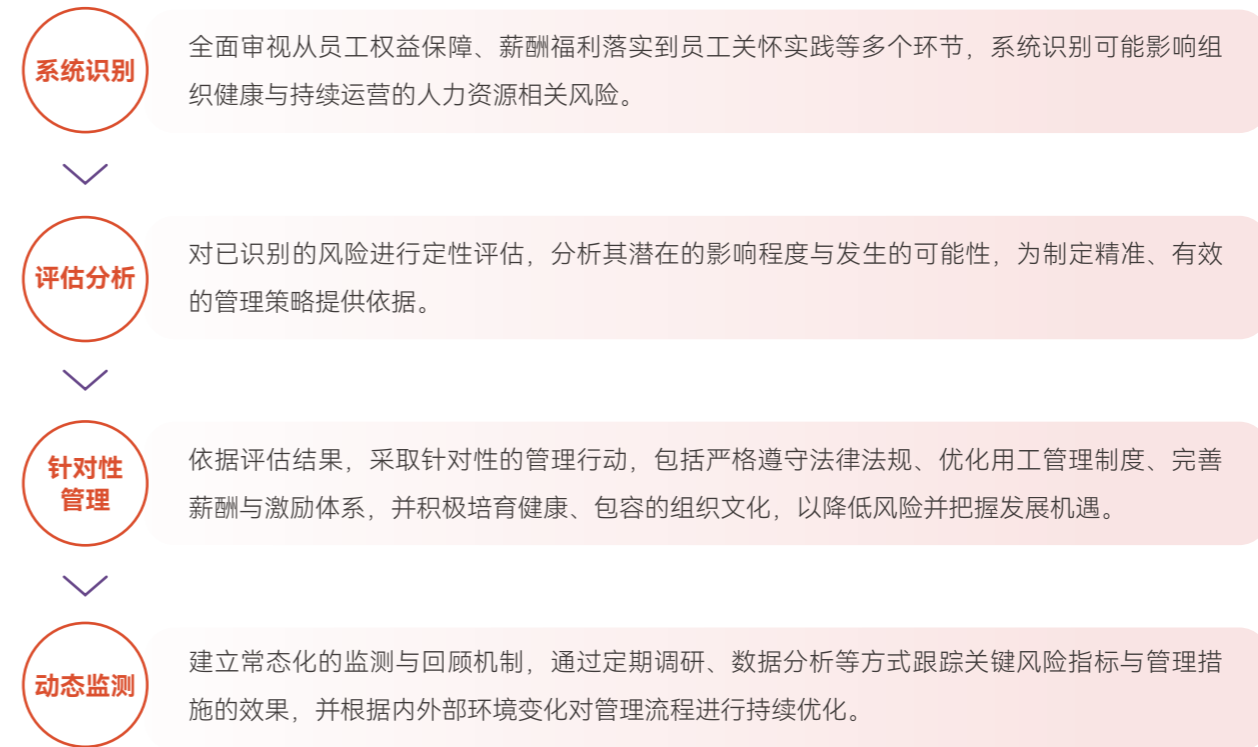 系统识别
全面审视从员工权益保障、薪酬福利落实到员工关怀实践等多个环节，系统识别可能影响组
织健康与持续运营的人力资源相关风险。
评估分析
对已识别的风险进行定性评估，分析其潜在的影响程度与发生的可能性，为制定精准、有效
的管理策略提供依据。
针对性
管理
依据评估结果，采取针对性的管理行动，包括严格遵守法律法规、优化用工管理制度、完善
薪酬与激励体系，并积极培育健康、包容的组织文化，以降低风险并把握发展机遇。
动态监测
建立常态化的监测与回顾机制，通过定期调研、数据分析等方式跟踪关键风险指标与管理措
施的效果，并根据内外部环境变化对管理流程进行持续优化。